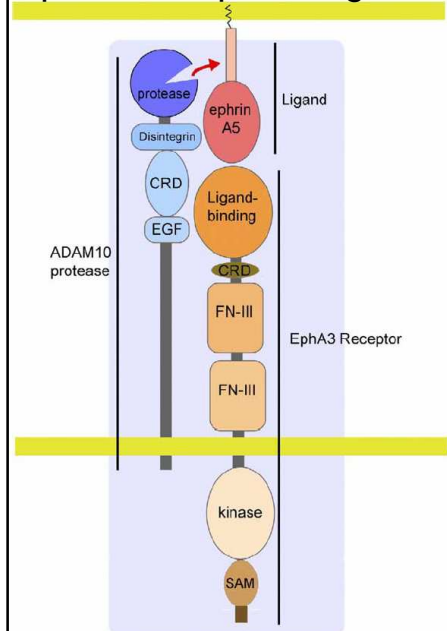 protease
ephrin
A5
Ligand
Disintegrin
CRD
Ligand-
binding
EGF
ADAM10
protease
CRD
FN-III
EphA3 Receptor
FN-III
kinase
SAM